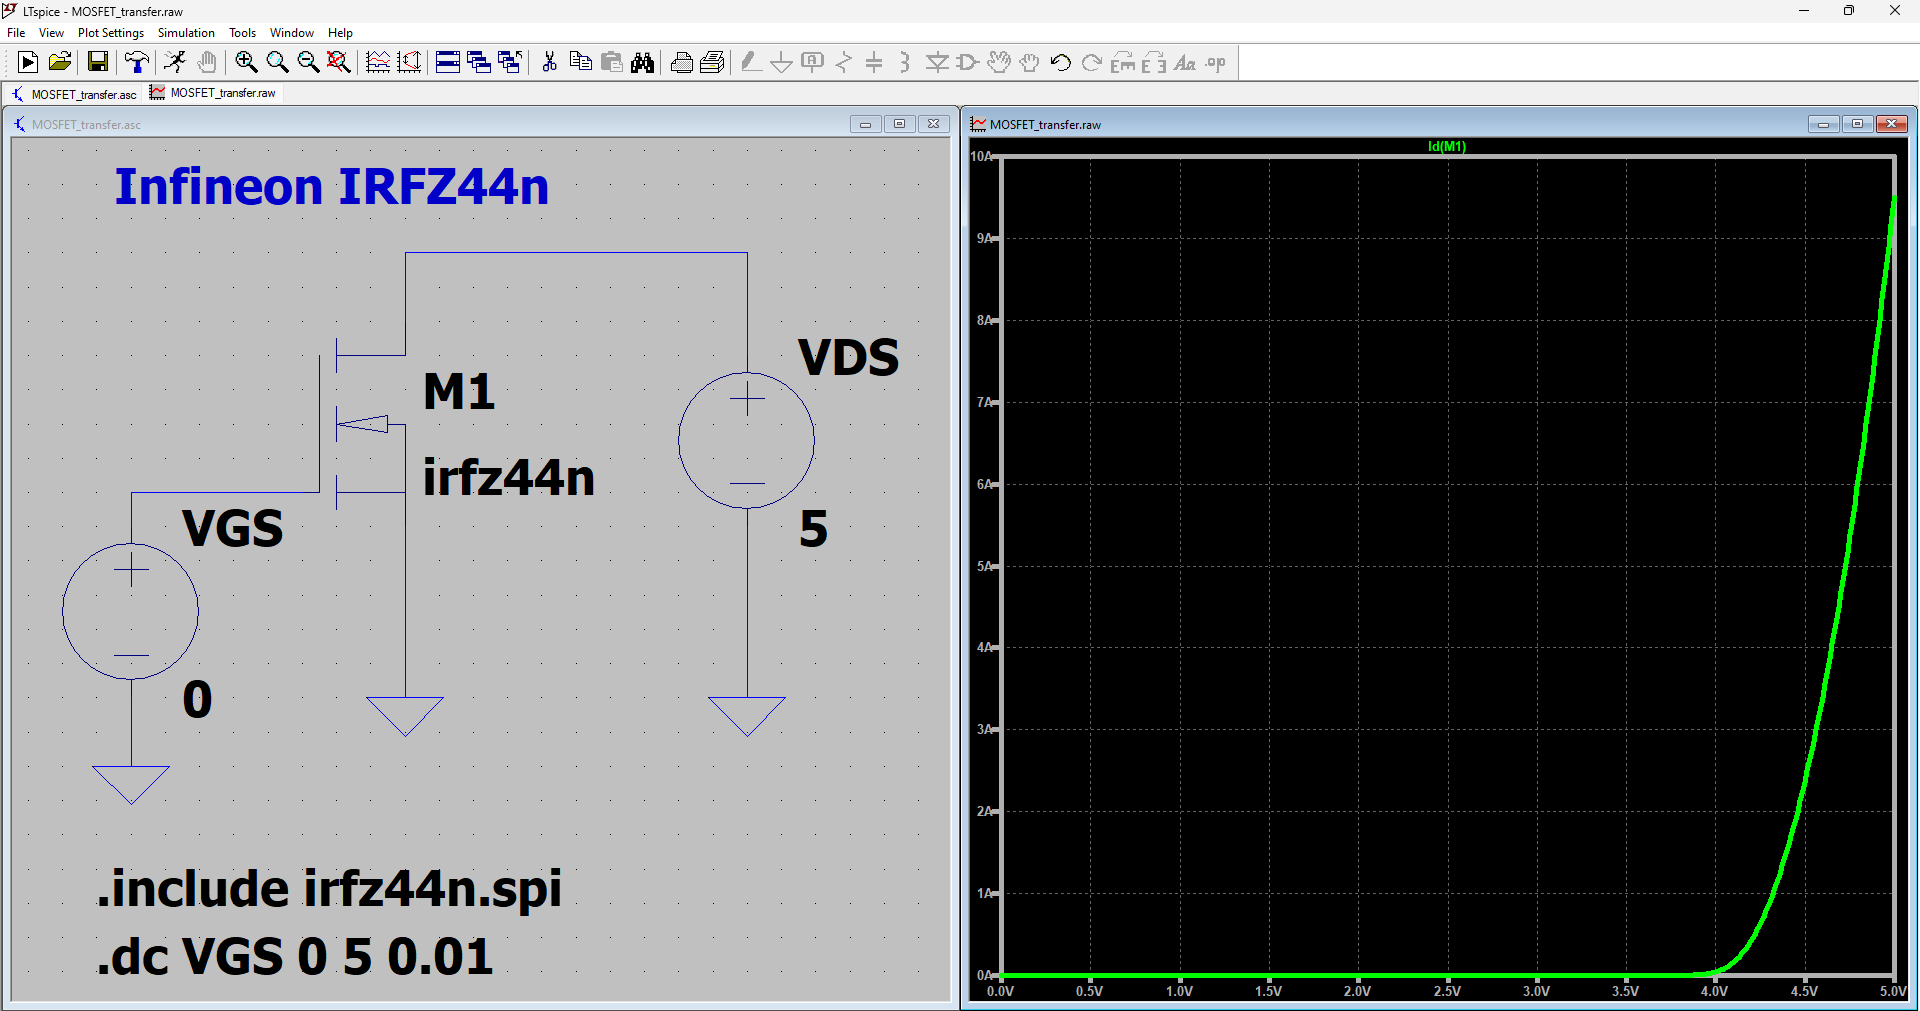 LTspice - MOSFET_transfer.raw
File View Plot Settings Simulation Tools Window Help
A Aa .op
MOSFET_transfer.asc MOSFET_transfer.raw
MOSFET_transfer.asc
Infineon IRFZ44n
M1
irfz44n
VDS
5
VGS
0
.include irfz44n.spi
.dc VGS 0 5 0.01
MOSFET_transfer.raw
Id(M1)
10A
9A
8A
7A
6A
5A
4A
3A
2A
1A
0A
0.0V 0.5V 1.0V 1.5V 2.0V 2.5V 3.0V 3.5V 4.0V 4.5V 5.0V